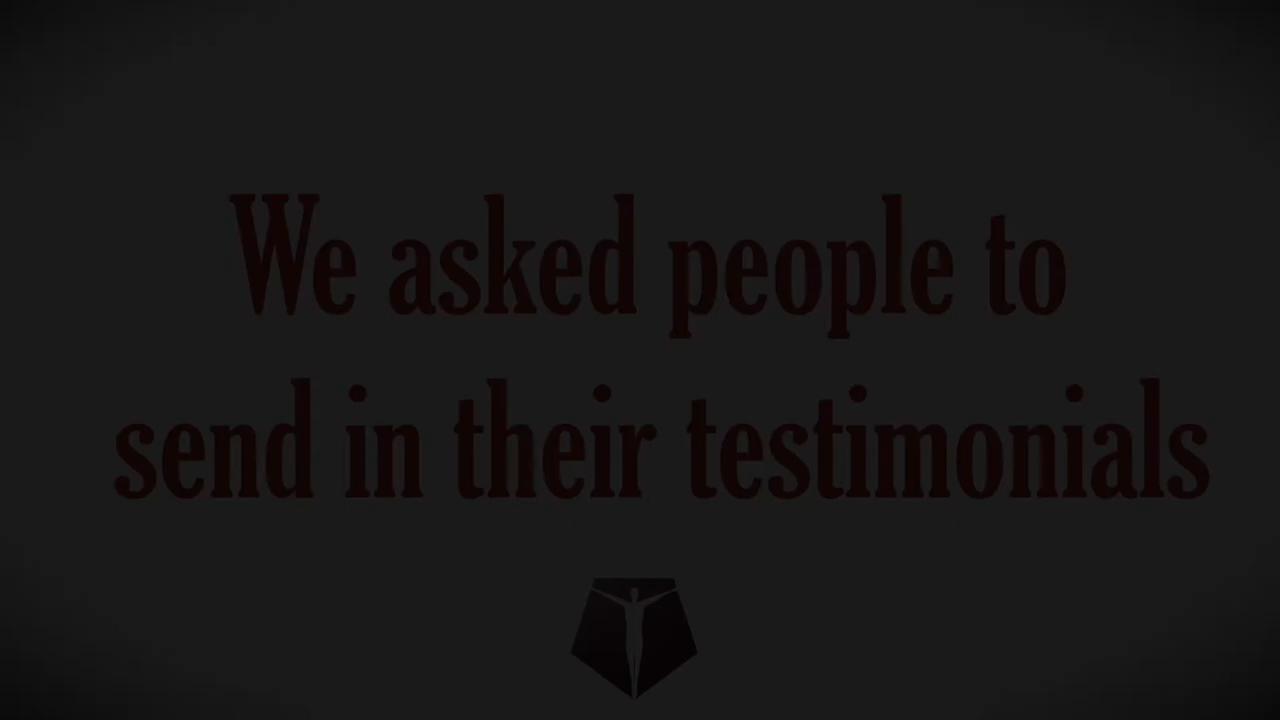 We asked people to
send in their testimonials